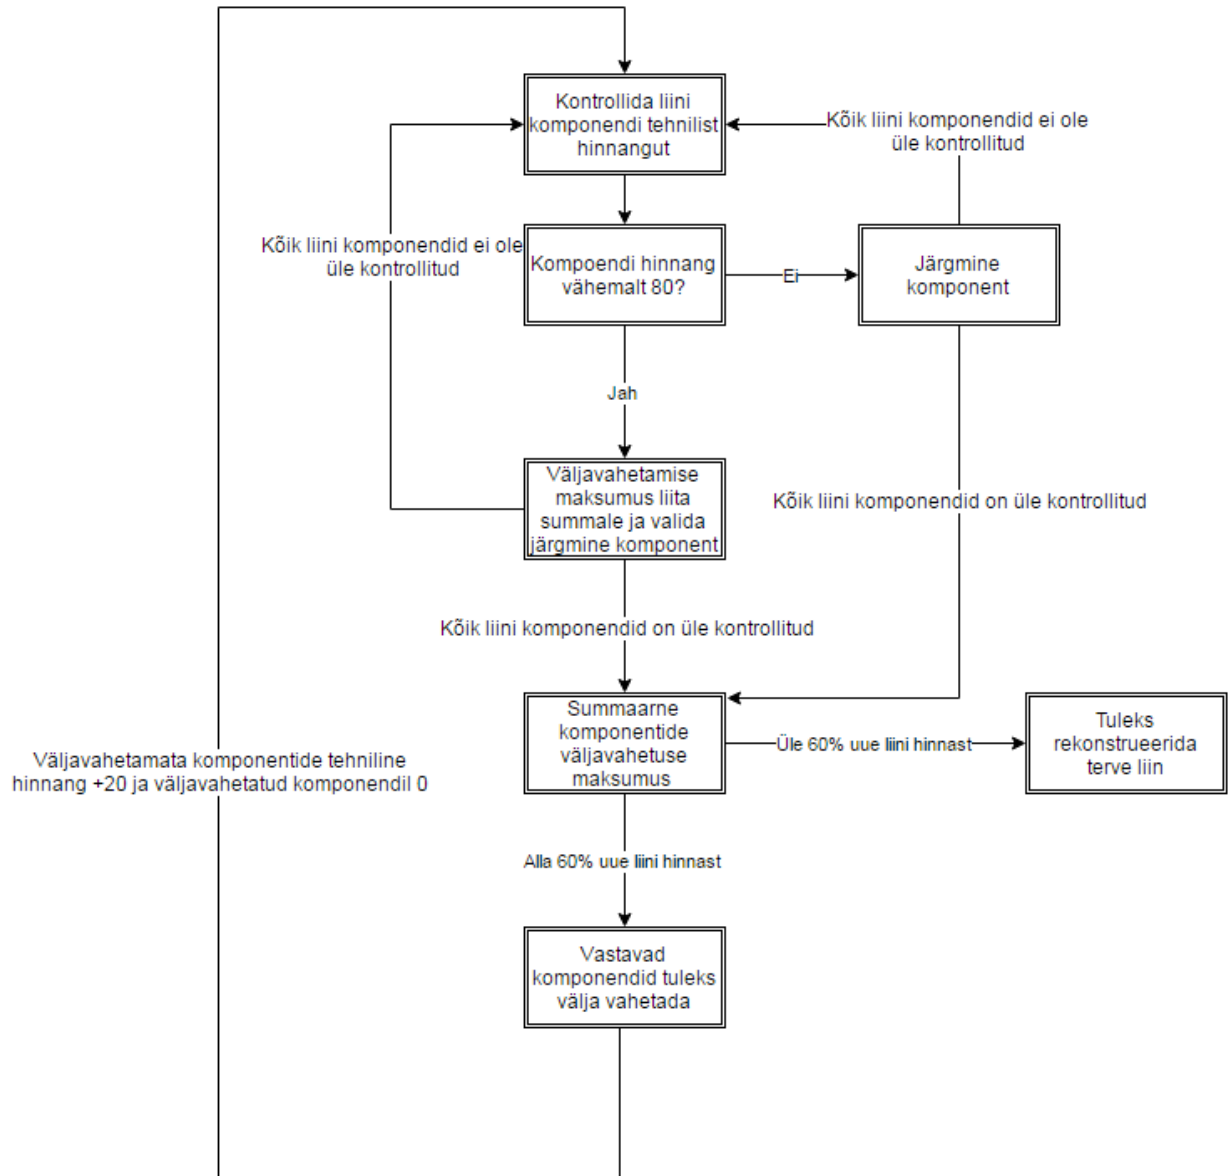 Kontrollida liini
komponendi tehnilist
hinnangut
Kõik liini komponendid ei ole
üle kontrollitud
Kõik liini komponendid ei ole
üle kontrollitud
Kompoendi hinnang
vähemalt 80?
Ei
Järgmine
komponent
Jah
Väljavahetamise
maksumus liita
summale ja valida
järgmine komponent
Kõik liini komponendid on üle kontrollitud
Kõik liini komponendid on üle kontrollitud
Summaarne
komponentide
väljavahetuse
maksumus
Üle 60% uue liini hinnast
Tuleks
rekonstrueerida
terve liin
Väljavahetamata komponentide tehniline
hinnang +20 ja väljavahetatud komponendil 0
Alla 60% uue liini hinnast
Vastavad
komponendid tuleks
välja vahetada